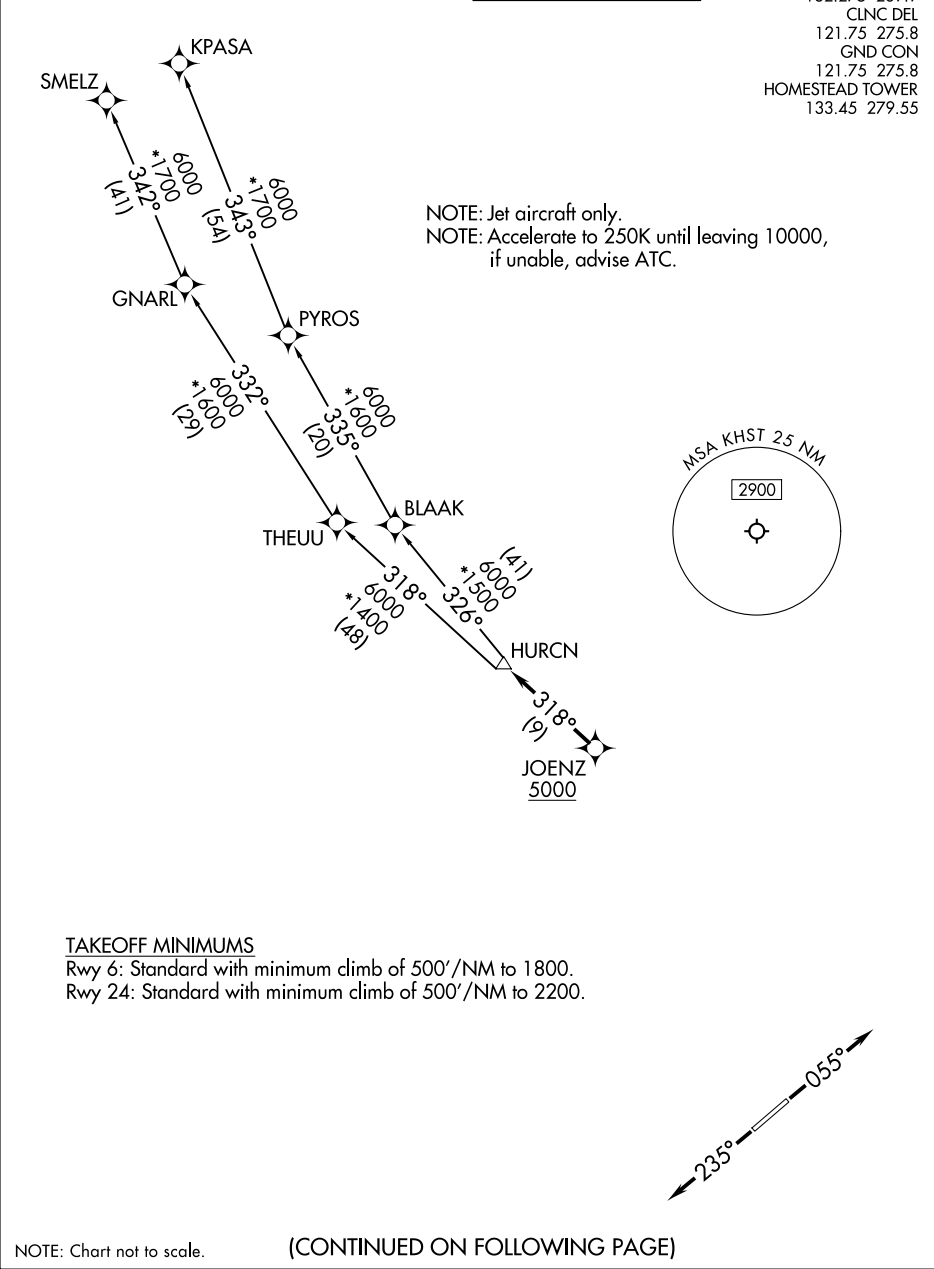 CLNC DEL
121.75 275.8
GND CON
121.75 275.8
HOMESTEAD TOWER
133.45 279.55
KPASA
SMELZ
6000
*1700
342°
(41)
6000
*1700
343°
(54)
NOTE: Jet aircraft only.
NOTE: Accelerate to 250K until leaving 10000,
if unable, advise ATC.
GNARL
PYROS
332°
6000
*1600
(29)
6000
*1600
335°
(20)
MSA KHST 25 NM
2900
THEUU
BLAAK
318°
6000
*1400
(48)
(41)
6000
*1500
326°
HURCN
318°
(9)
JOENZ
5000
TAKEOFF MINIMUMS
Rwy 6: Standard with minimum climb of 500'/NM to 1800.
Rwy 24: Standard with minimum climb of 500'/NM to 2200.
055°
235°
NOTE: Chart not to scale.
(CONTINUED ON FOLLOWING PAGE)